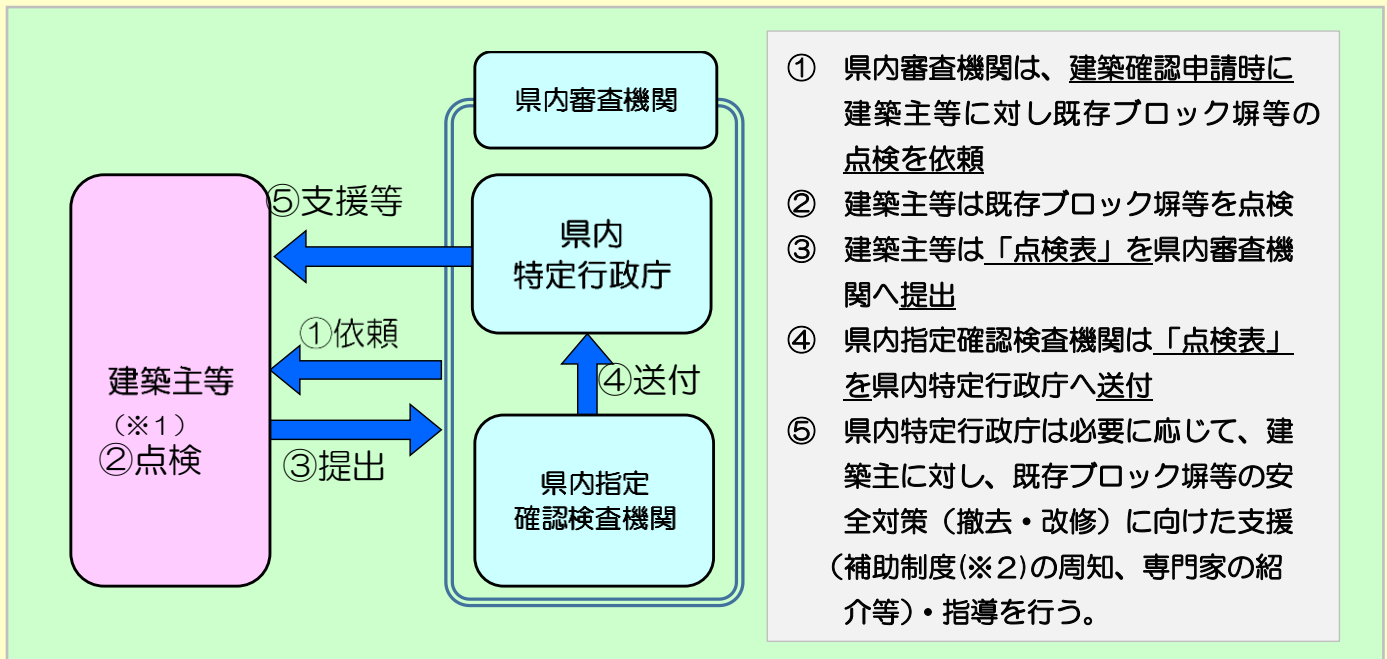 県内審査機関
⑤支援等
県内
特定行政庁
①依頼
④送付
建築主等
（※１）
②点検
③提出
県内指定
確認検査機関
①　県内審査機関は、建築確認申請時に
建築主等に対し既存ブロック塀等の
点検を依頼
②　建築主等は既存ブロック塀等を点検
③　建築主等は「点検表」を県内審査機
関へ提出
④　県内指定確認検査機関は「点検表」
を県内特定行政庁へ送付
⑤　県内特定行政庁は必要に応じて、建
築主に対し、既存ブロック塀等の安
全対策（撤去・改修）に向けた支援
（補助制度(※２)の周知、専門家の紹
介等）・指導を行う。